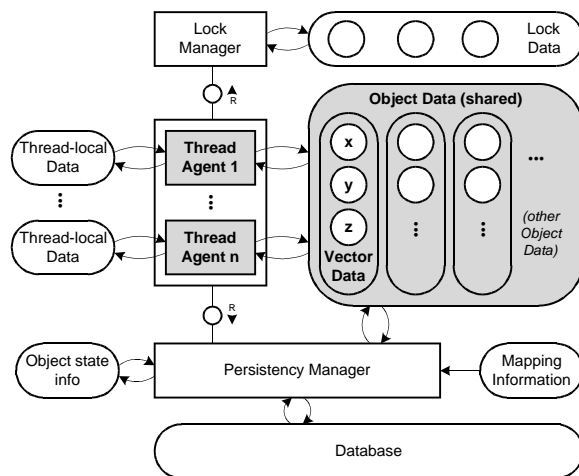 Lock
Manager
Lock
Data
R
Object Data (shared)
Thread-local
Data
Thread
Agent 1
x
y
z
Vector
Data
...
...
...
...
...
(other
Object
Data)
Thread-local
Data
Thread
Agent n
R
Object state
info
Persistency Manager
Mapping
Information
Database